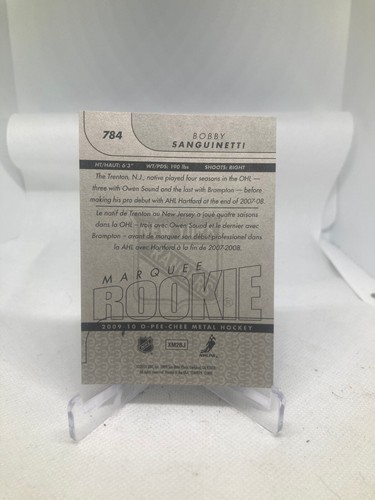 784
BOBBY
SANGUINETTI
HT/HAUT: 6'2" WT/PDS: 190 lbs SHOOTS: RIGHT
The Trenton, N.J., native played four seasons in the OHL —
three with Owen Sound and the last with Brampton — before
making his pro debut with AHL Hartford at the end of 2007-08.
Le natif de Trenton au New Jersey a joué quatre saisons
dans la OHL – trois avec Owen Sound et le dernier avec
Brampton – avant de marquer son début professionel dans
la AHL avec Hartford à la fin de 2007-2008.
MARQUEE
ROOKIE
2009-10 O-PEE-CHEE METAL HOCKEY
NHL